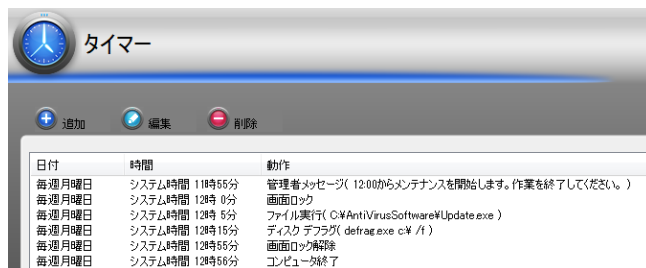 タイマー
追加 編集 削除
日付 時間 動作
毎週月曜日 システム時間 11時55分 管理者メッセージ( 12:00からメンテナンスを開始します。作業を終了してください。 )
毎週月曜日 システム時間 12時 0分 画面ロック
毎週月曜日 システム時間 12時 5分 ファイル実行( C:¥AntiVirusSoftware¥Update.exe )
毎週月曜日 システム時間 12時15分 ディスク デフラグ( defrag.exe c:¥ /f )
毎週月曜日 システム時間 12時55分 画面ロック解除
毎週月曜日 システム時間 12時56分 コンピュータ終了